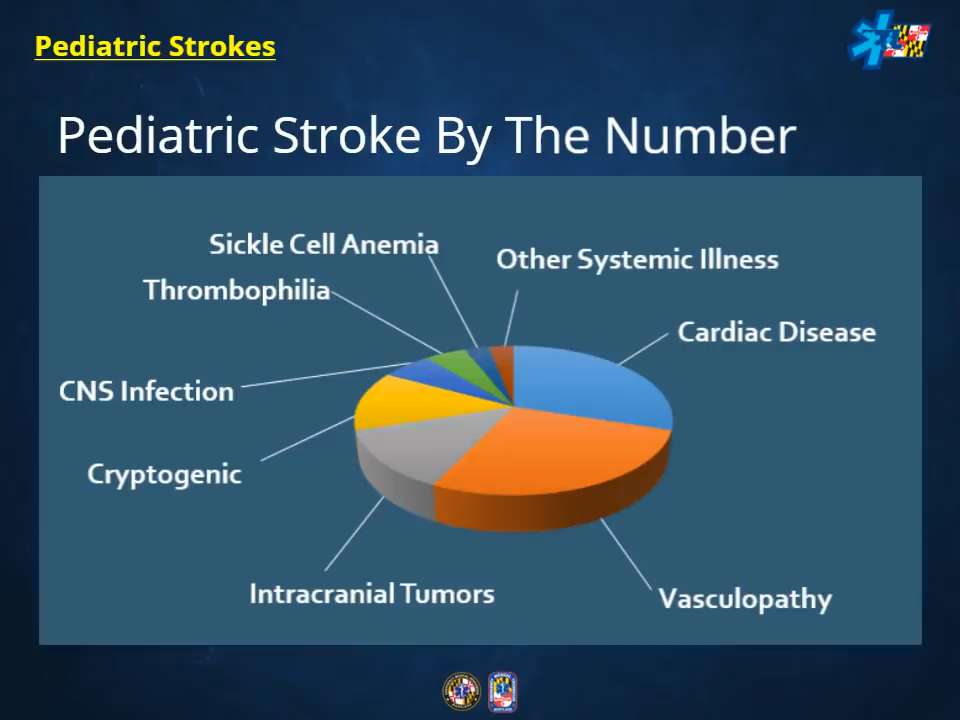 Pediatric Strokes
Pediatric Stroke By The Number
Sickle Cell Anemia
Other Systemic Illness
Thrombophilia
Cardiac Disease
CNS Infection
Cryptogenic
Intracranial Tumors
Vasculopathy